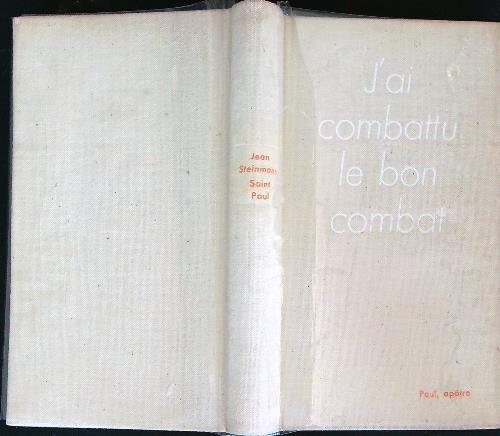 Jean
Steinmann
Saint
Paul
J'ai
combattu
le bon
combat
Paul, apôtre